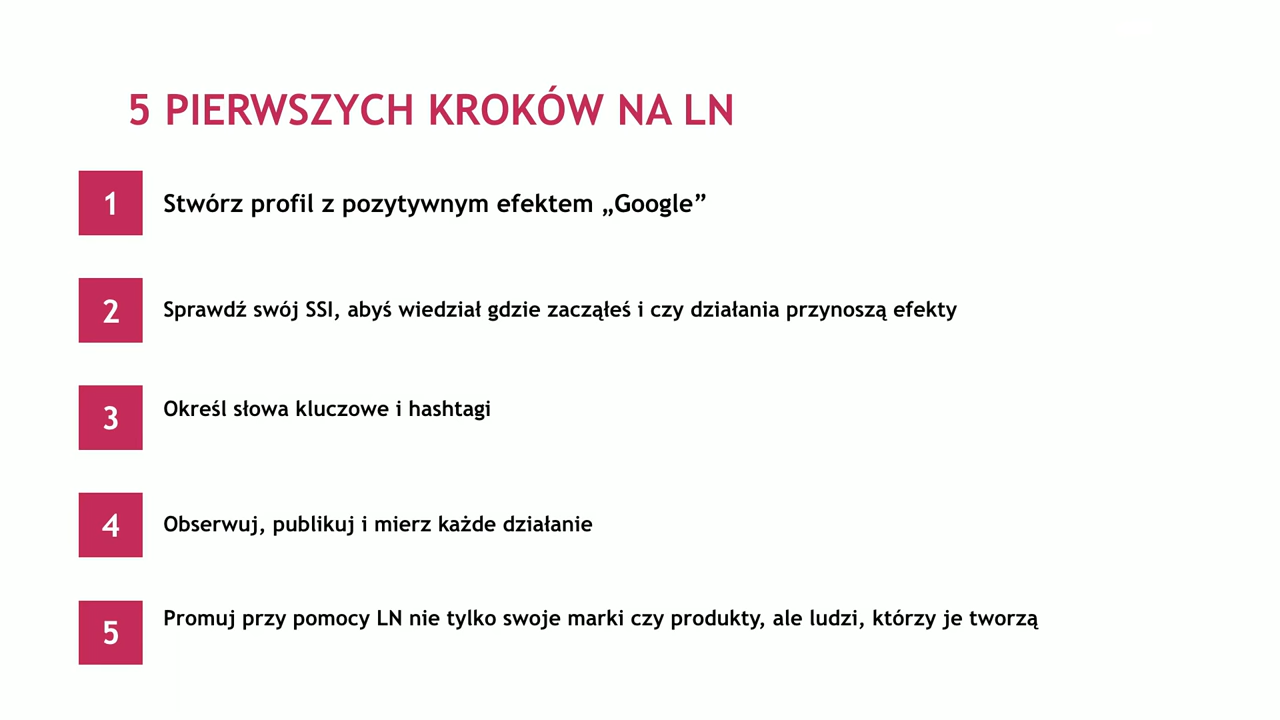 5 PIERWSZYCH KROKÓW NA LN
1 Stwórz profil z pozytywnym efektem „Google”
2 Sprawdź swój SSI, abyś wiedział gdzie zacząłeś i czy działania przynoszą efekty
3 Określ słowa kluczowe i hashtagi
4 Obserwuj, publikuj i mierz każde działanie
5 Promuj przy pomocy LN nie tylko swoje marki czy produkty, ale ludzi, którzy je tworzą